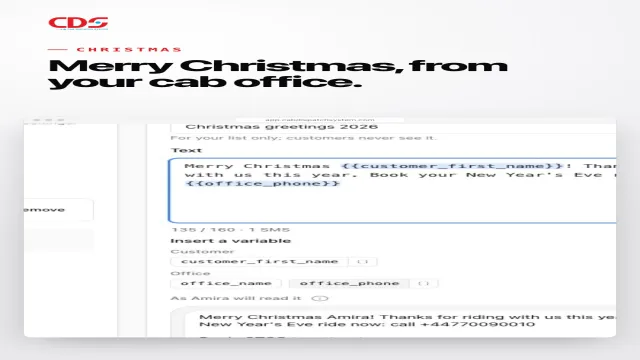 CDS
CHRISTMAS
Merry Christmas, from
your cab office.
Christmas greetings 2026
For your list only; customers never see it.
Text
Merry Christmas {{customer_first_name}}! Than
with us this year. Book your New Year's Eve
{{office_phone}}
135 / 160 · 1 SMS
Insert a variable
Customer
customer_first_name {}
Office
office_name office_phone {}
As Amira will read it
Merry Christmas Amira! Thanks for riding with us this ye
New Year's Eve ride now: call +44770090010